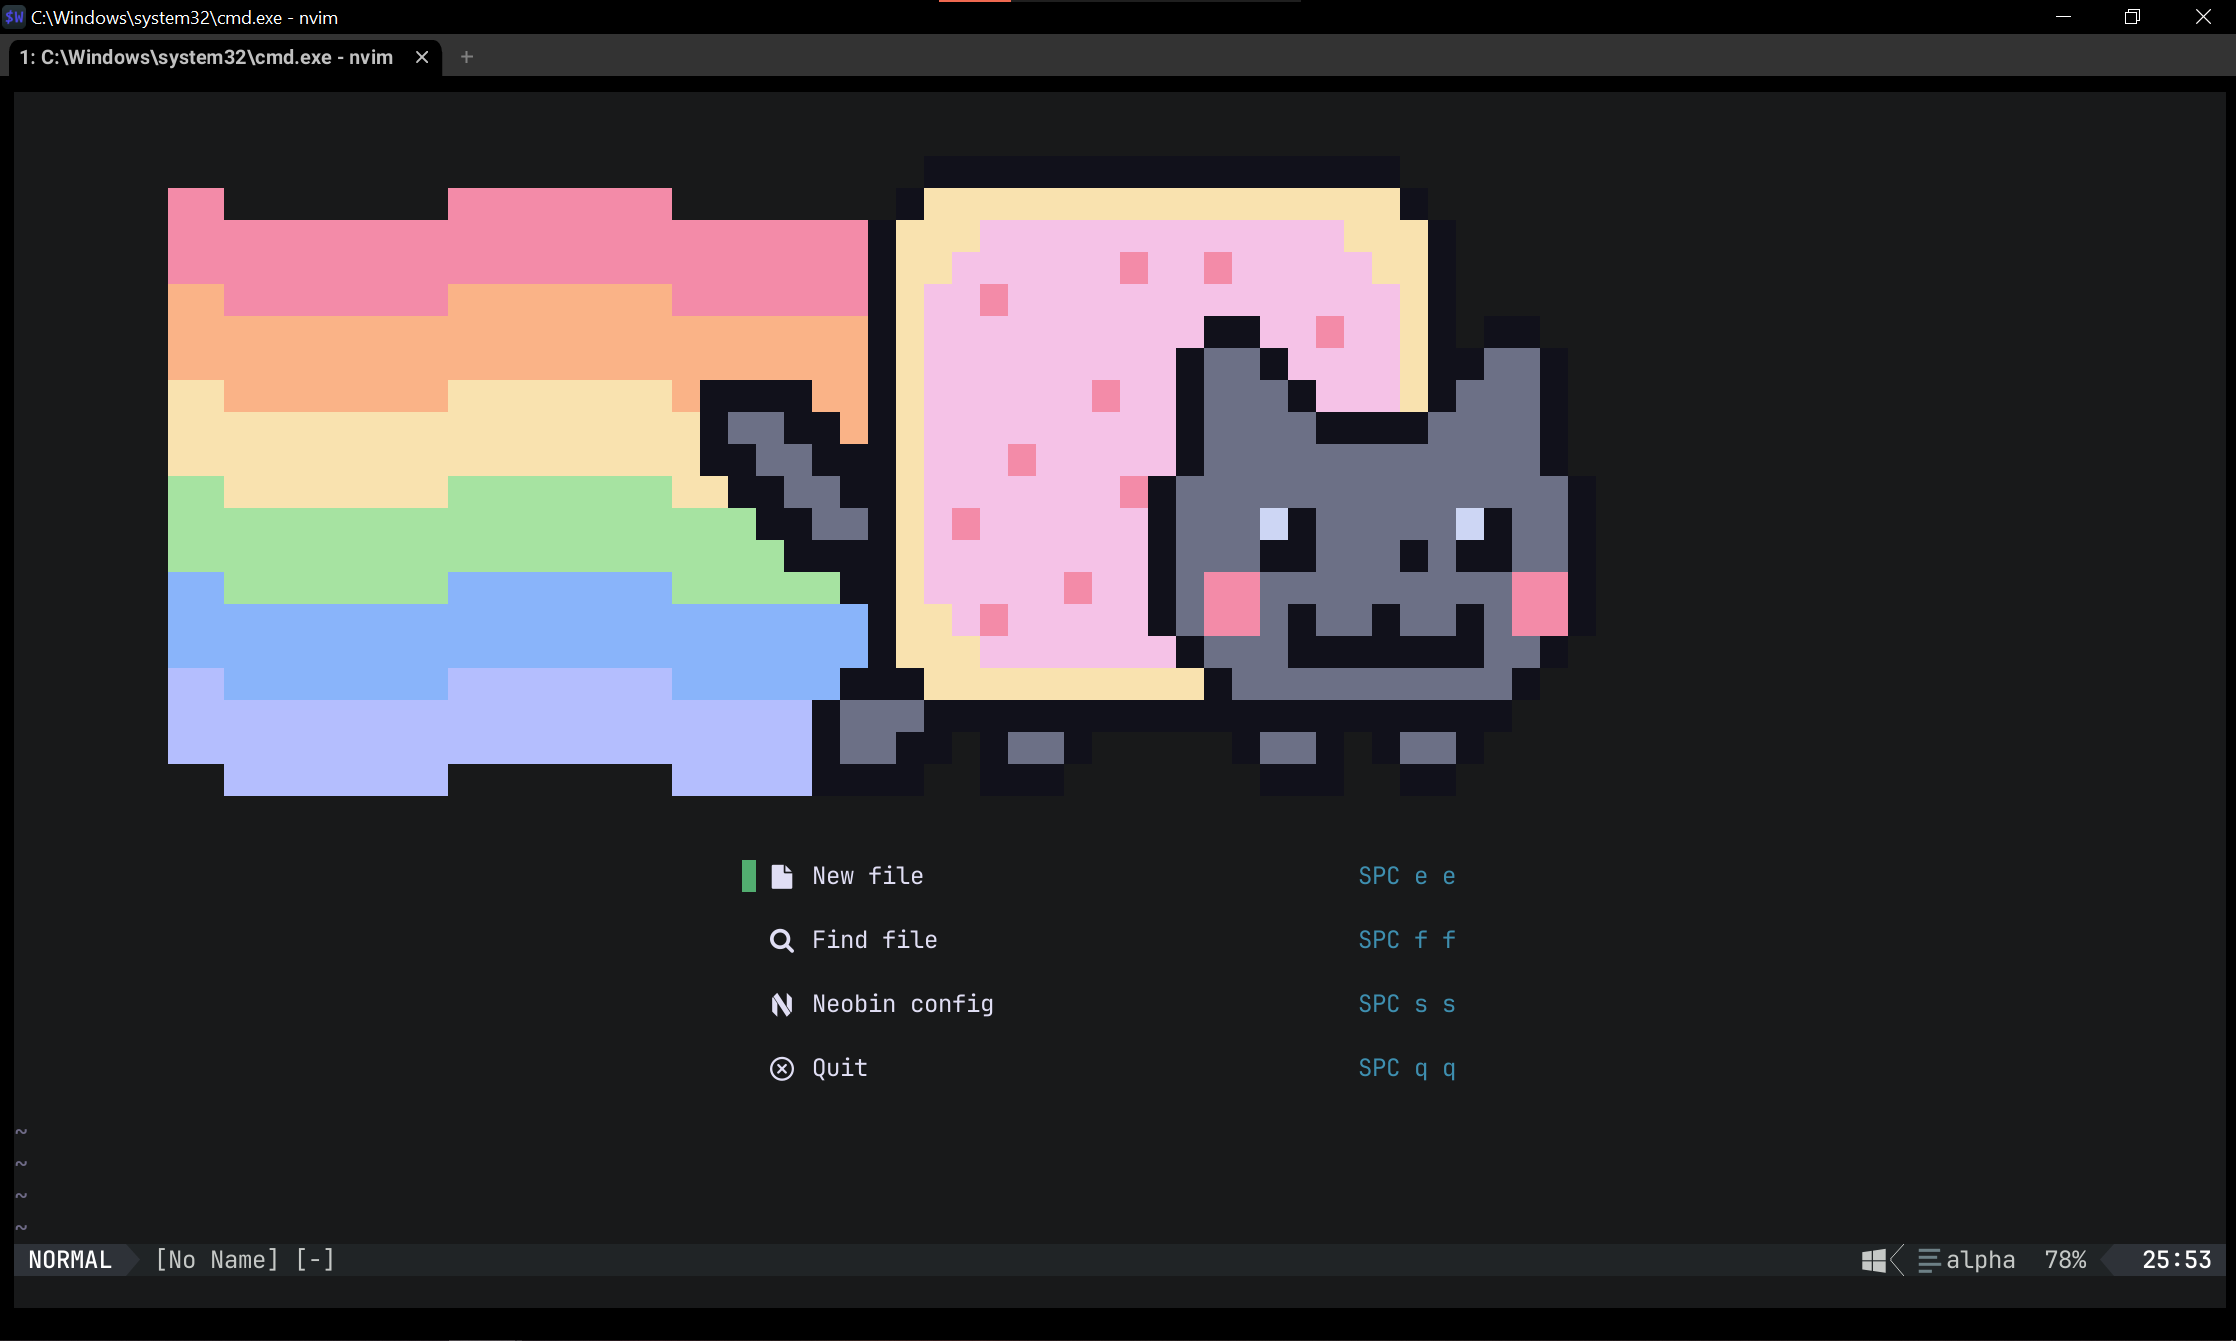 C:\Windows\system32\cmd.exe - nvim
1: C:\Windows\system32\cmd.exe - nvim
New file SPC e e
Find file SPC f f
Neobin config SPC s s
Quit SPC q q
~
~
~
~
NORMAL [No Name] [-] alpha 78% 25:53